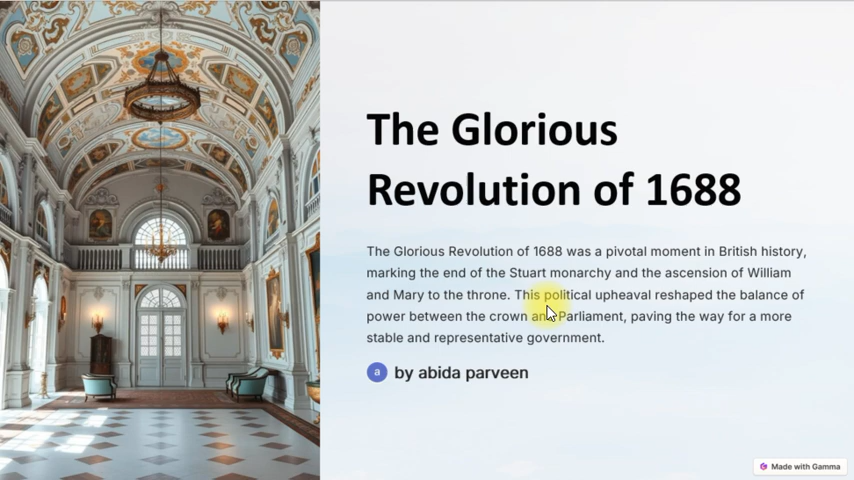 The Glorious
Revolution of 1688
The Glorious Revolution of 1688 was a pivotal moment in British history,
marking the end of the Stuart monarchy and the ascension of William
and Mary to the throne. This political upheaval reshaped the balance of
power between the crown and Parliament, paving the way for a more
stable and representative government.
a by abida parveen
Made with Gamma